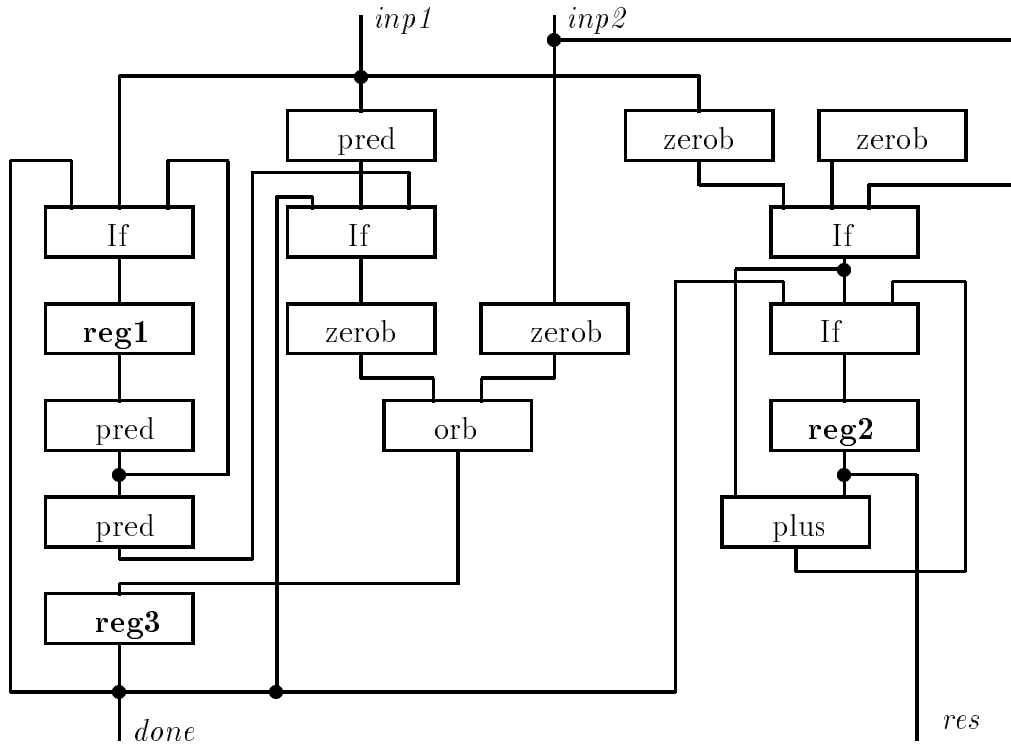 inp1 inp2
pred zerob zerob
If If If
reg1 zerob zerob If
pred orb reg2
pred plus
reg3
done res